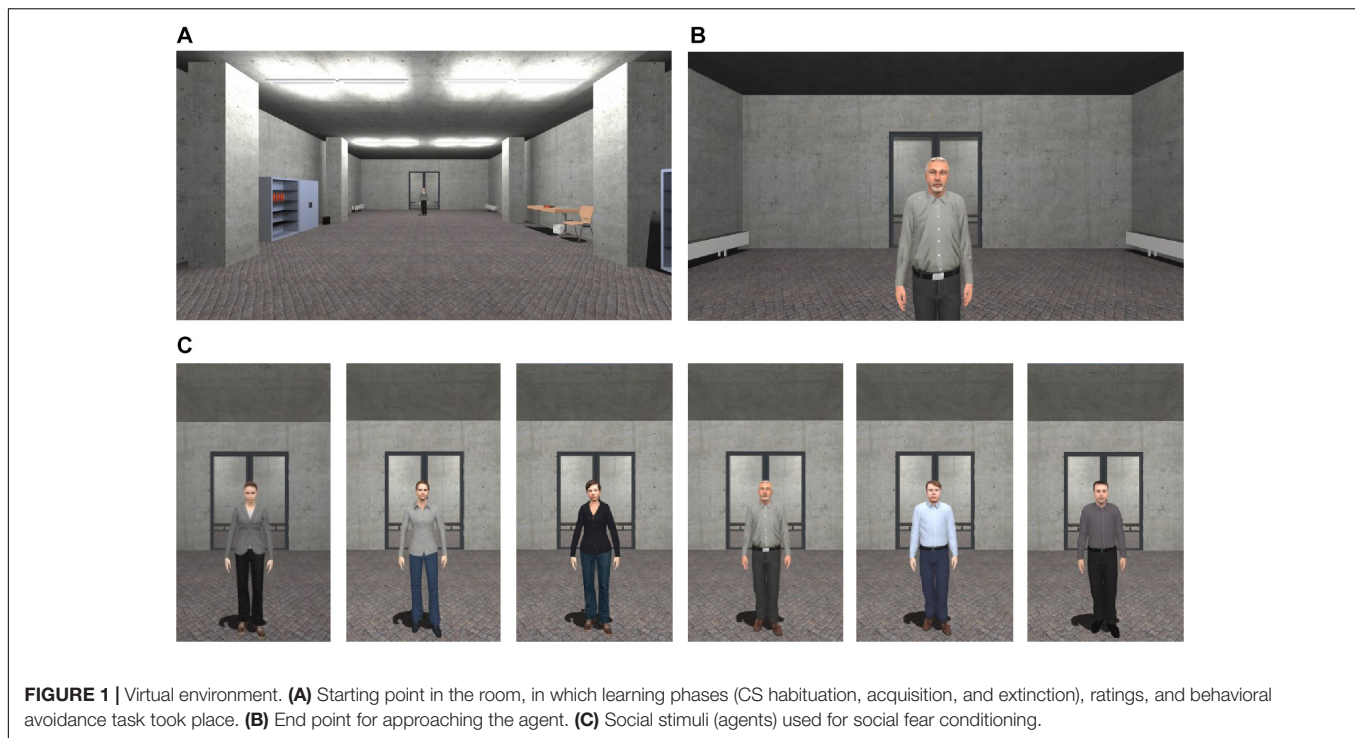 A
B
C
FIGURE 1 | Virtual environment. (A) Starting point in the room, in which learning phases (CS habituation, acquisition, and extinction), ratings, and behavioral
avoidance task took place. (B) End point for approaching the agent. (C) Social stimuli (agents) used for social fear conditioning.